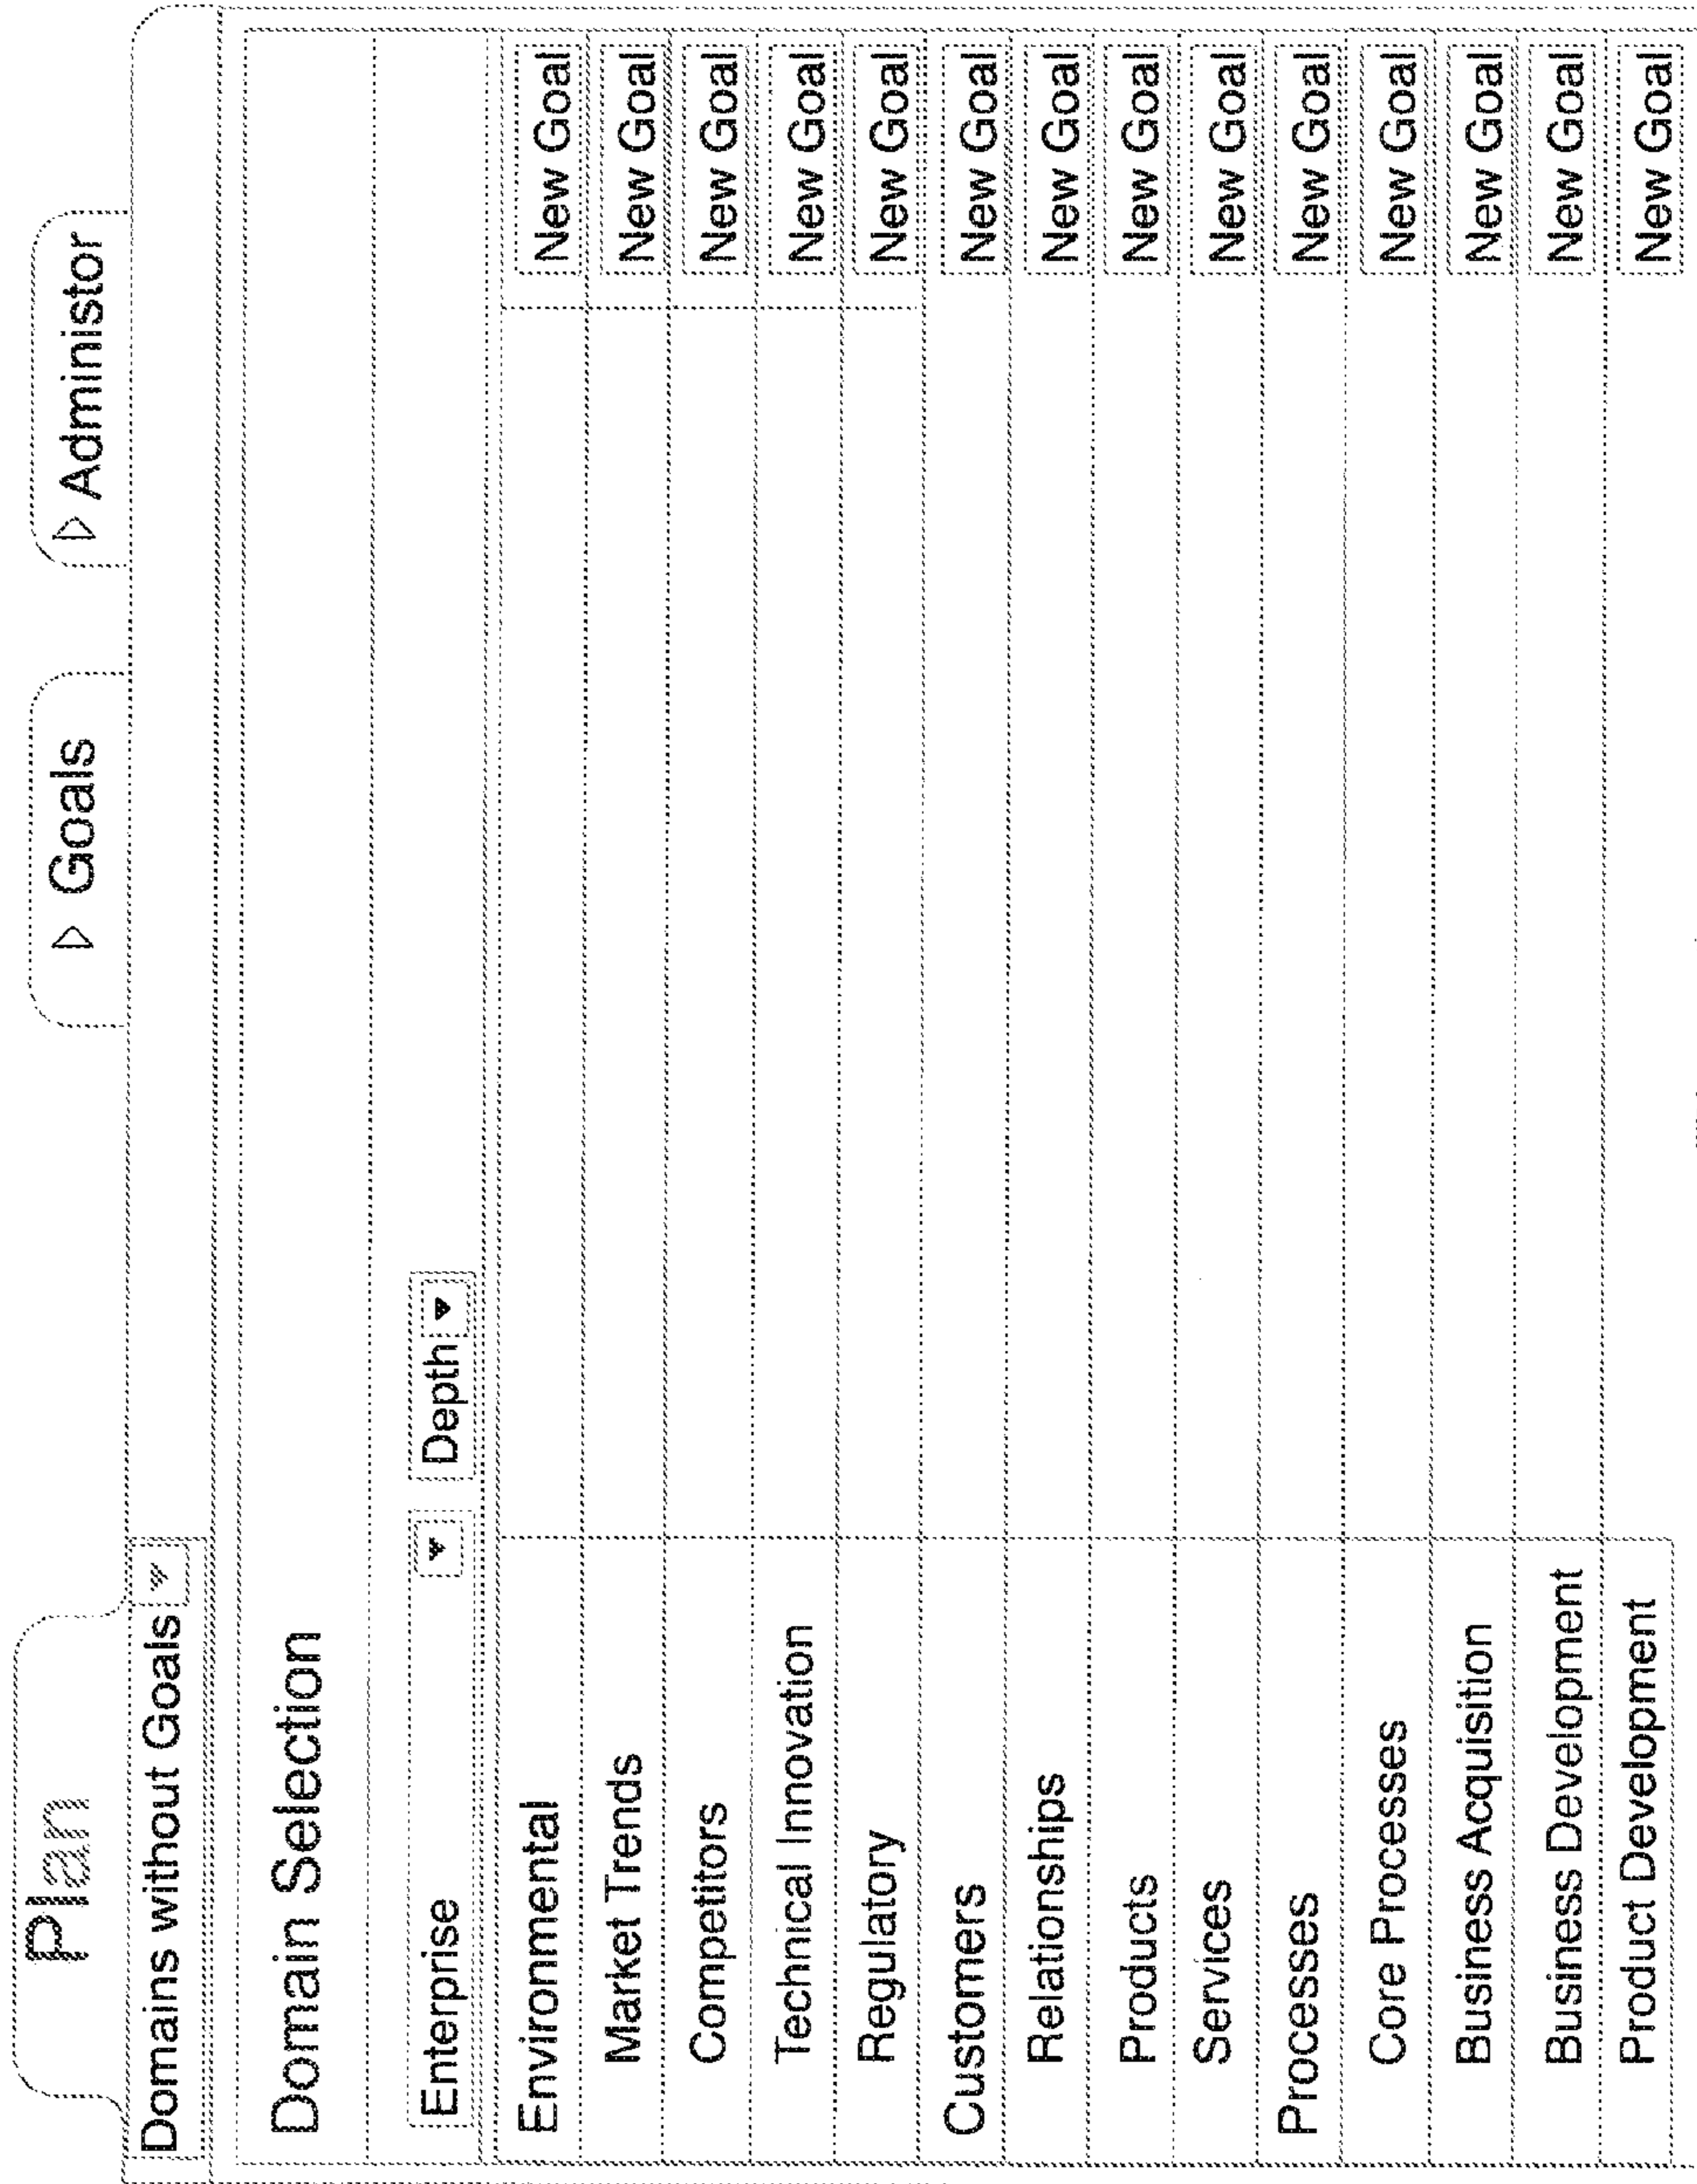 Plan ▷ Goals ▷ Administor
Domains without Goals
Domain Selection
Enterprise Depth
Environmental New Goal
Market Trends New Goal
Competitors New Goal
Technical Innovation New Goal
Regulatory New Goal
Customers New Goal
Relationships New Goal
Products New Goal
Services New Goal
Processes New Goal
Core Processes New Goal
Business Acquisition New Goal
Business Development New Goal
Product Development New Goal